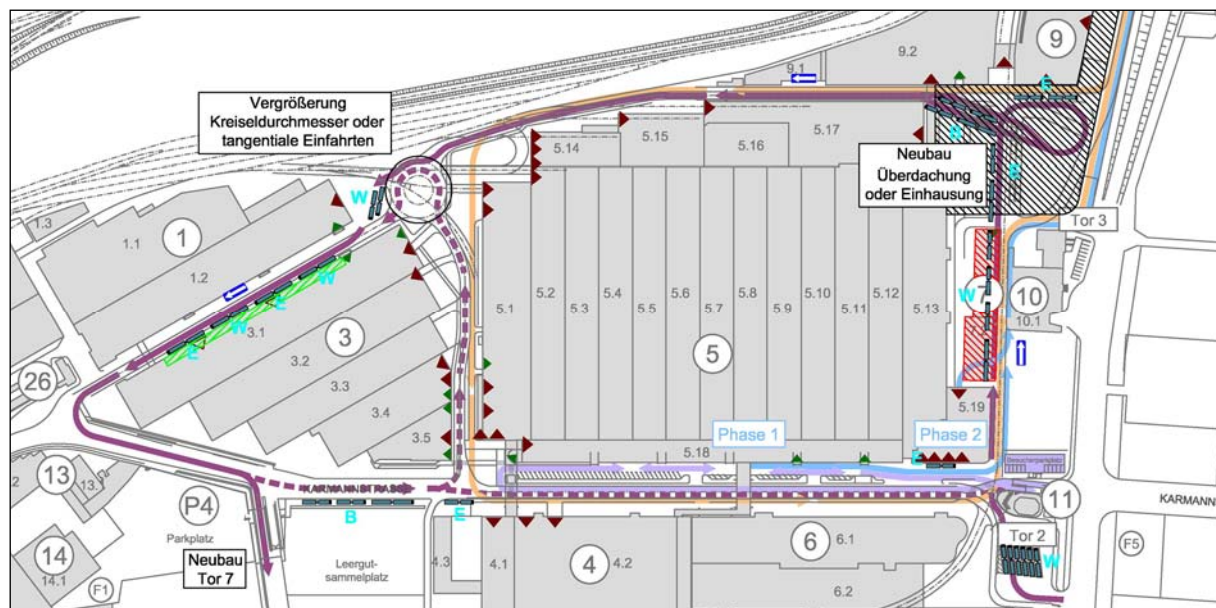 9
9.2
9.1
Vergrößerung
Kreiseldurchmesser oder
tangentiale Einfahrten
E
B
E
5.17
5.15
5.16
5.14
Neubau
Überdachung
oder Einhausung
W
Tor 3
1.3
1.1
1
1.2
W
E
W
E
3.1
3
3.2
3.3
3.4
3.5
5.1
5.2
5.3
5.4
5.5
5.6
5.7
5.8
5.9
5.10
5.11
5.12
5.13
5
W
7
10
10.1
26
5.19
Phase 1
Phase 2
5.18
E
Besucherparkplatz
13
13.
KARMANNSTRASSE
11
KARMANN
P4
B
E
Parkplatz
14
14.1
F1
Neubau
Tor 7
Leergut-
sammelplatz
4.3
4.1
4
4.2
6
6.1
6.2
Tor 2
W
F5